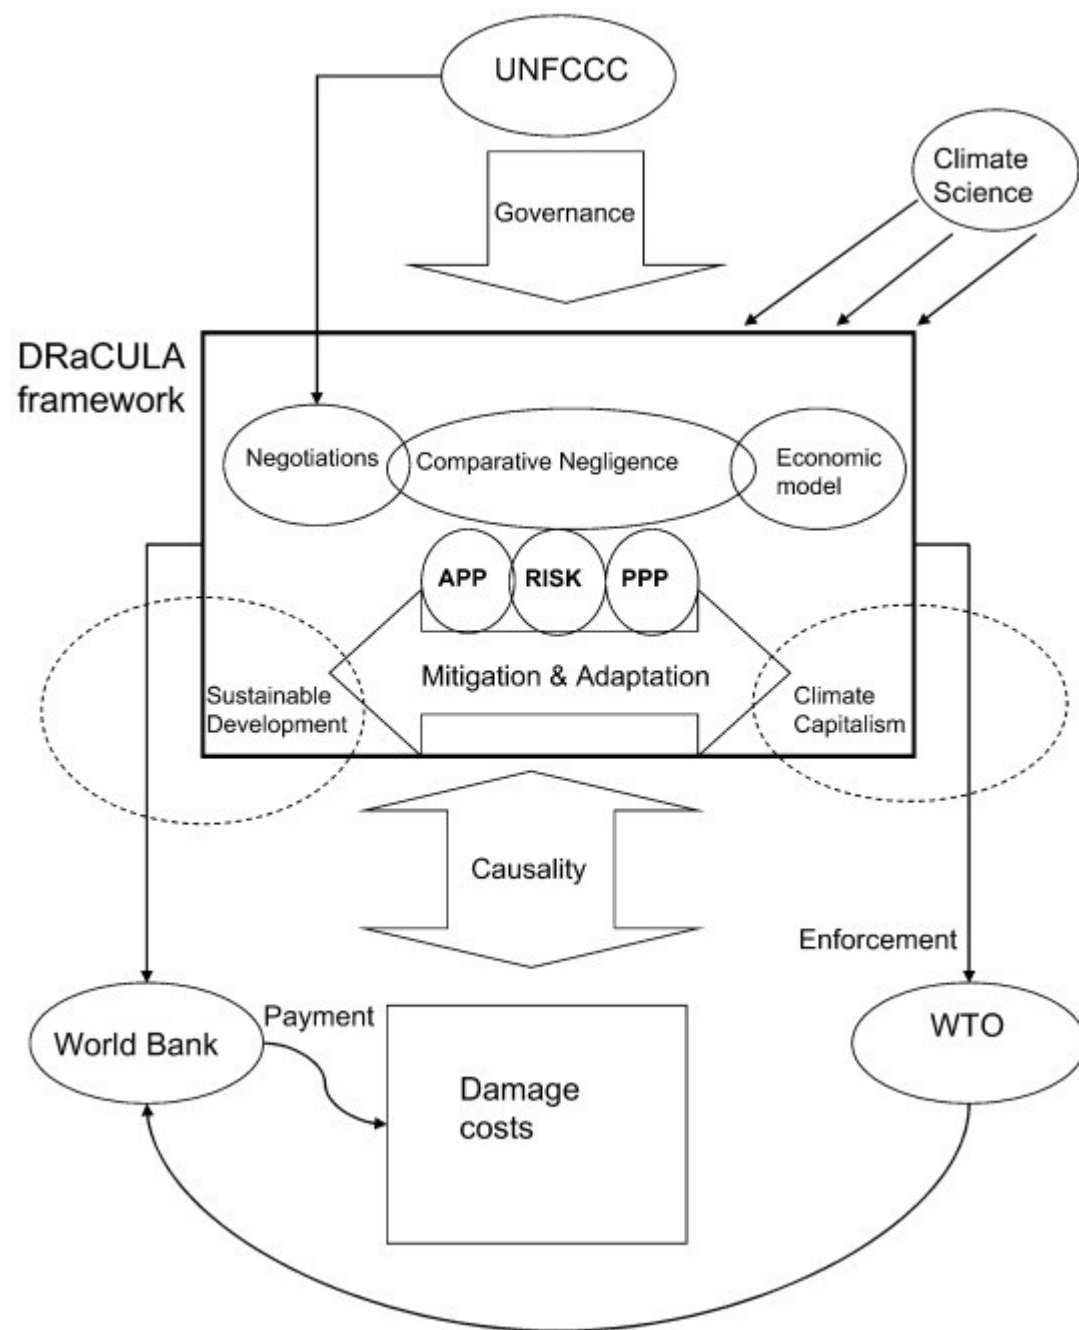 UNFCCC
Climate
Science
Governance
DRaCULA
framework
Negotiations
Comparative Negligence
Economic
model
APP
RISK
PPP
Mitigation & Adaptation
Sustainable
Development
Climate
Capitalism
Causality
Enforcement
World Bank
Payment
WTO
Damage
costs